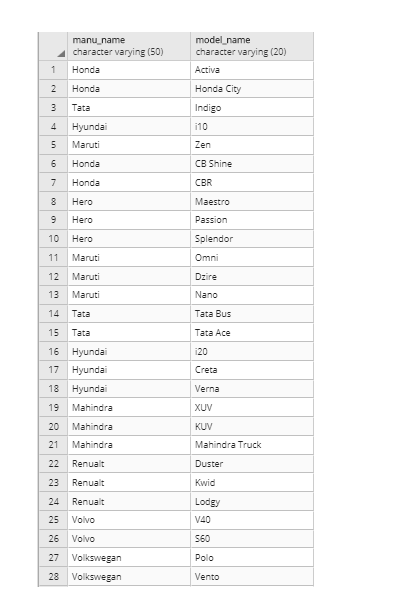 manu_name model_name
character varying (50) character varying (20)
1 Honda Activa
2 Honda Honda City
3 Tata Indigo
4 Hyundai i10
5 Maruti Zen
6 Honda CB Shine
7 Honda CBR
8 Hero Maestro
9 Hero Passion
10 Hero Splendor
11 Maruti Omni
12 Maruti Dzire
13 Maruti Nano
14 Tata Tata Bus
15 Tata Tata Ace
16 Hyundai i20
17 Hyundai Creta
18 Hyundai Verna
19 Mahindra XUV
20 Mahindra KUV
21 Mahindra Mahindra Truck
22 Renualt Duster
23 Renualt Kwid
24 Renualt Lodgy
25 Volvo V40
26 Volvo S60
27 Volkswegan Polo
28 Volkswegan Vento